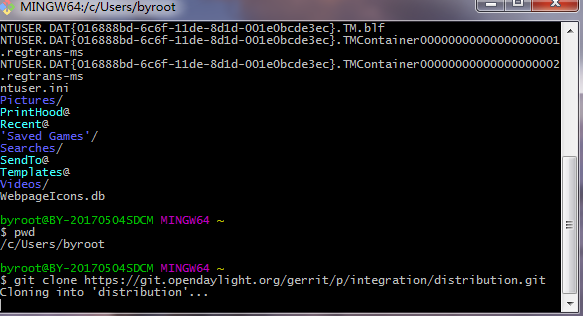 MINGW64:/c/Users/byroot
NTUSER.DAT{016888bd-6c6f-11de-8d1d-001e0bcde3ec}.TM.blf
NTUSER.DAT{016888bd-6c6f-11de-8d1d-001e0bcde3ec}.TMContainer00000000000000000001
.regtrans-ms
NTUSER.DAT{016888bd-6c6f-11de-8d1d-001e0bcde3ec}.TMContainer00000000000000000002
.regtrans-ms
ntuser.ini
Pictures/
PrintHood@
Recent@
'Saved Games'/
Searches/
SendTo@
Templates@
Videos/
WebpageIcons.db
byroot@BY-20170504SDCM MINGW64 ~
$ pwd
/c/Users/byroot
byroot@BY-20170504SDCM MINGW64 ~
$ git clone https://git.opendaylight.org/gerrit/p/integration/distribution.git
Cloning into 'distribution'...